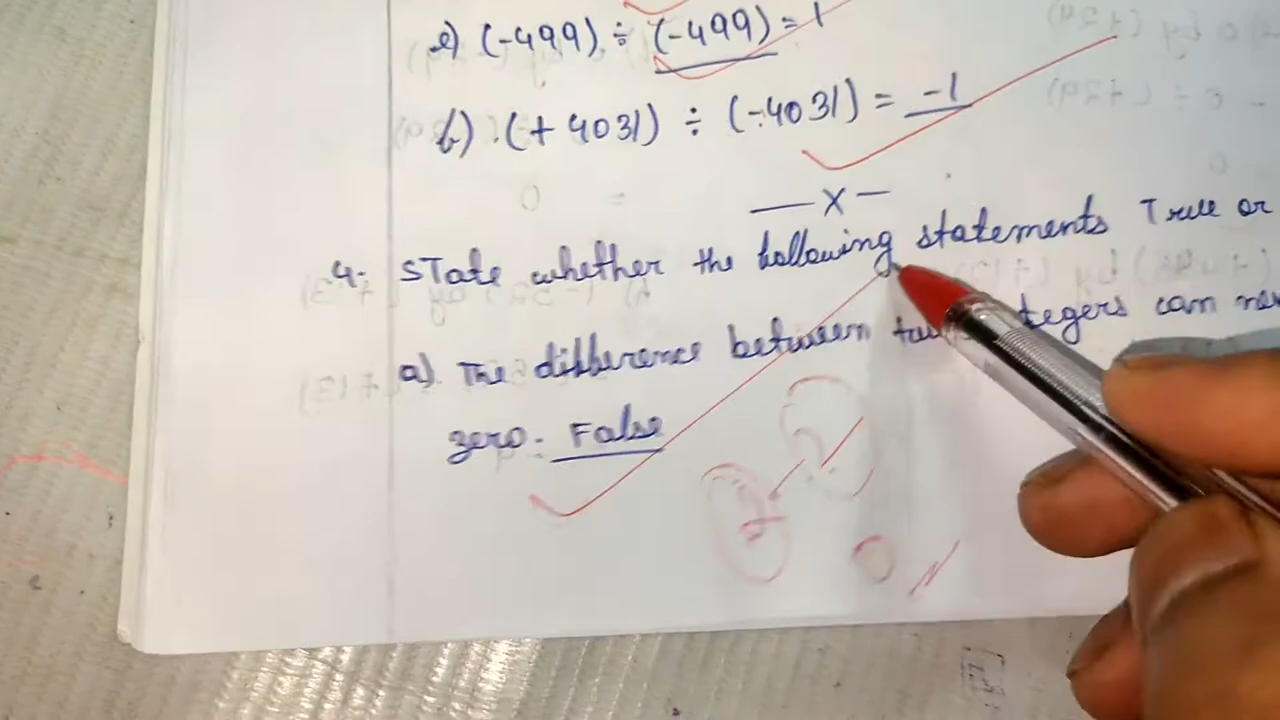 e) (-499) ÷ (-499) = 1
b) (+4031) ÷ (-4031) = -1
— x —
4. State whether the following statements True or
a) The difference between integers can
zero. False